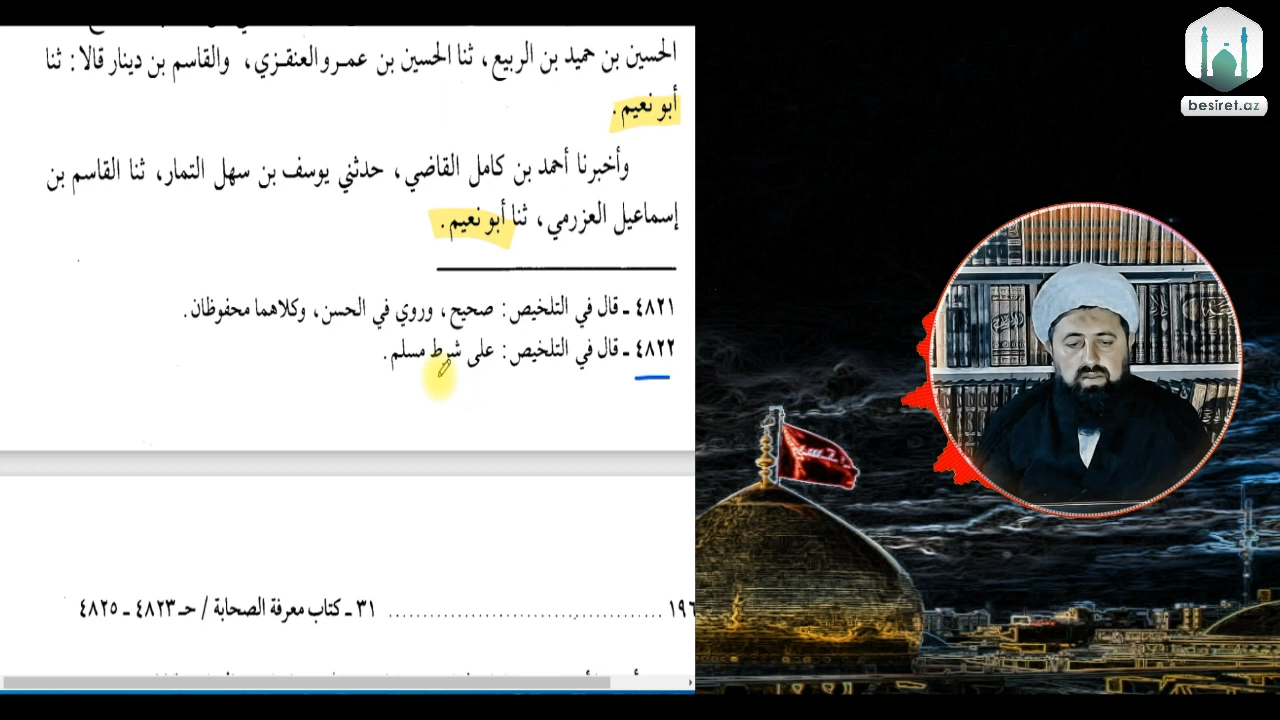 الحسين بن حميد بن الربيع، ثنا الحسين بن عمرو العنقزي، والقاسم بن دينار قالا: ثنا
أبو نعيم.
وأخبرنا أحمد بن كامل القاضي، حدثني يوسف بن سهل التمار، ثنا القاسم بن
إسماعيل العزرمي، ثنا أبو نعيم.
٤٨٢١ ـ قال في التلخيص: صحيح، وروي في الحسن، وكلاهما محفوظان.
٤٨٢٢ ـ قال في التلخيص: على شرط مسلم.
١٩٦ ........................................ ٣١ ـ كتاب معرفة الصحابة / حـ ٤٨٢٣ ـ ٤٨٢٥
besiret.az